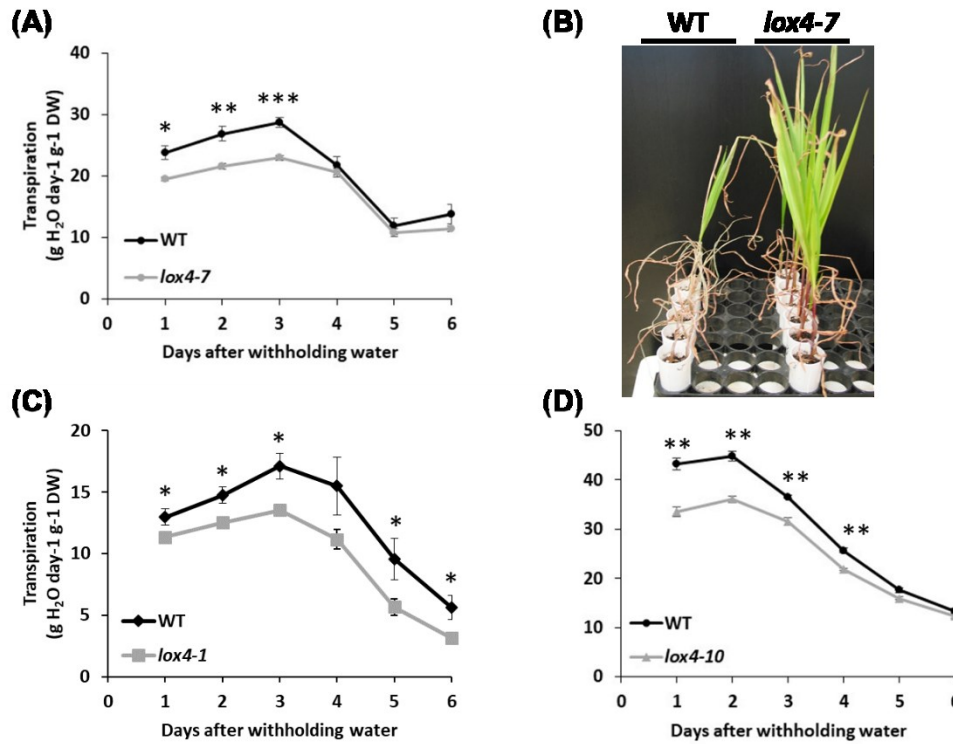 (A)
Transpiration
(g H₂O day-1 g-1 DW)
40
30
20
10
0
* ** ***
WT
lox4-7
0 1 2 3 4 5 6
Days after withholding water
(B)
WT lox4-7
(C)
Transpiration
(g H₂O day-1 g-1 DW)
20
15
10
5
0
* * * * *
WT
lox4-1
0 1 2 3 4 5 6
Days after withholding water
(D)
50
40
30
20
10
0
** ** ** **
WT
lox4-10
0 1 2 3 4 5 6
Days after withholding water